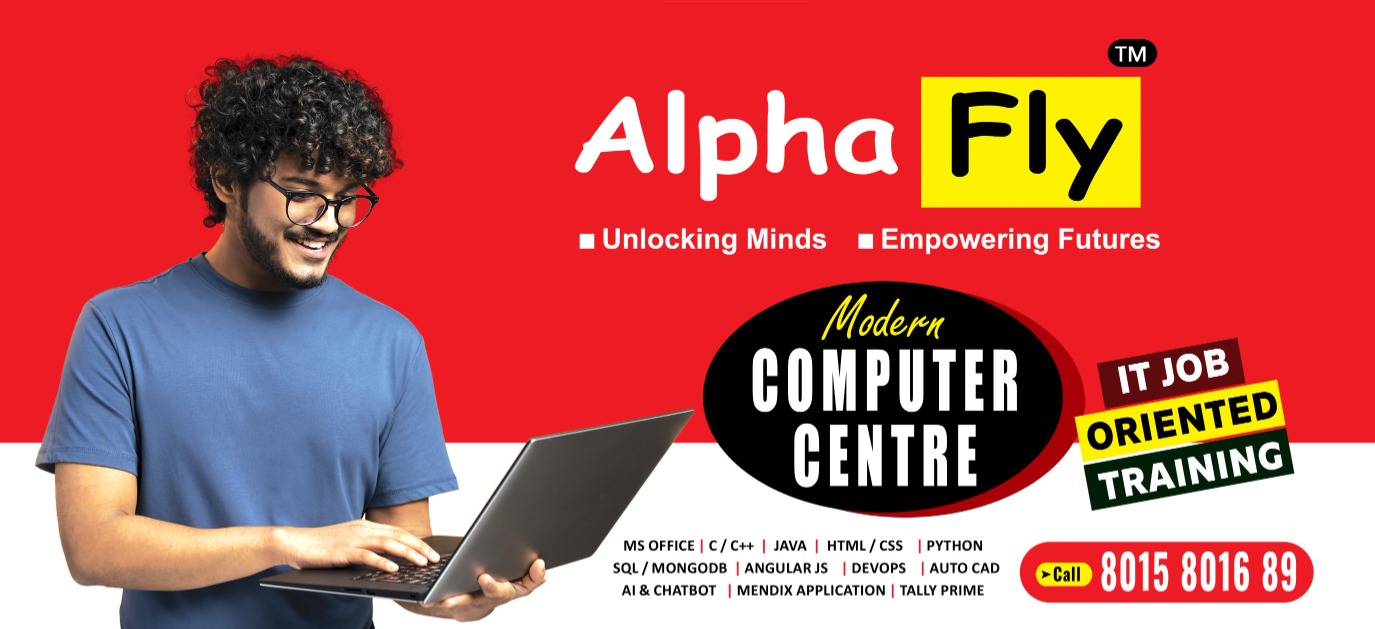 TM
Alpha Fly
■ Unlocking Minds ■ Empowering Futures
Modern
COMPUTER
CENTRE
IT JOB
ORIENTED
TRAINING
MS OFFICE | C / C++ | JAVA | HTML / CSS | PYTHON
SQL / MONGODB | ANGULAR JS | DEVOPS | AUTO CAD
AI & CHATBOT | MENDIX APPLICATION | TALLY PRIME
➤Call 8015 8016 89